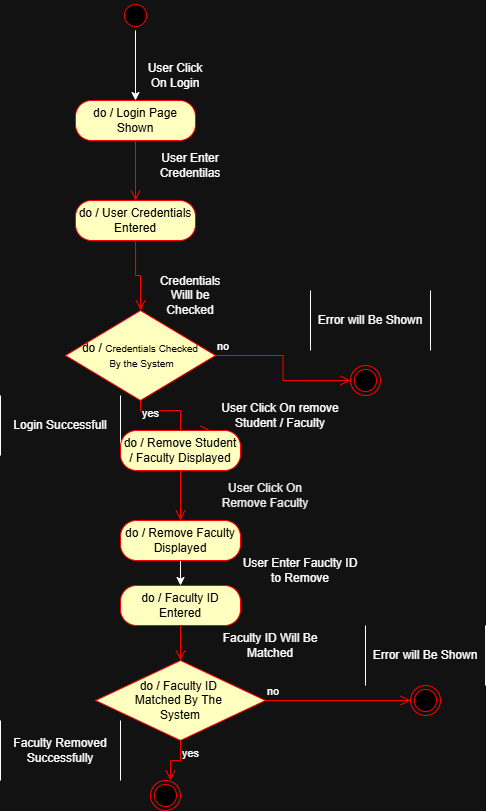 User Click
On Login
do / Login Page
Shown
User Enter
Credentilas
do / User Credentials
Entered
Credentials
Willl be
Checked
Error will Be Shown
do / Credentials Checked
By the System
no
yes
User Click On remove
Student / Faculty
Login Successfull
do / Remove Student
/ Faculty Displayed
User Click On
Remove Faculty
do / Remove Faculty
Displayed
User Enter Fauclty ID
to Remove
do / Faculty ID
Entered
Faculty ID Will Be
Matched
Error will Be Shown
do / Faculty ID
Matched By The
System
no
Faculty Removed
Successfully
yes